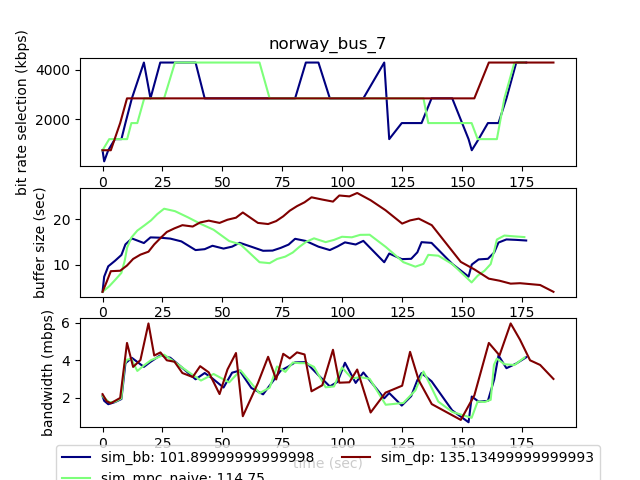 norway_bus_7
bit rate selection (kbps)
4000
2000
0 25 50 75 100 125 150 175
buffer size (sec)
20
10
0 25 50 75 100 125 150 175
bandwidth (mbps)
6
4
2
time (sec)
sim_bb: 101.89999999999998 sim_dp: 135.13499999999993
sim_mpc_naive: 114.75